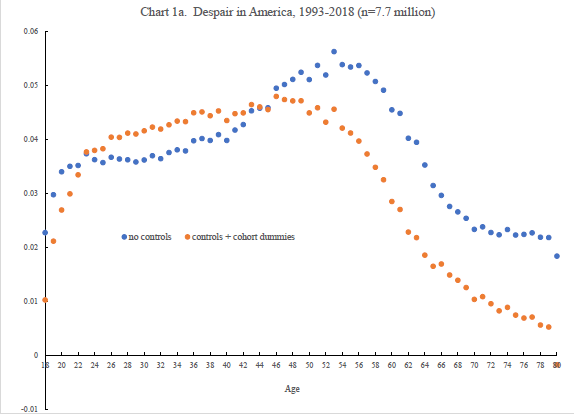 Chart 1a. Despair in America, 1993-2018 (n=7.7 million)
0.06
0.05
0.04
0.03
0.02
no controls controls + cohort dummies
0.01
0
18 20 22 24 26 28 30 32 34 36 38 40 42 44 46 48 50 52 54 56 58 60 62 64 66 68 70 72 74 76 78 80
Age
-0.01